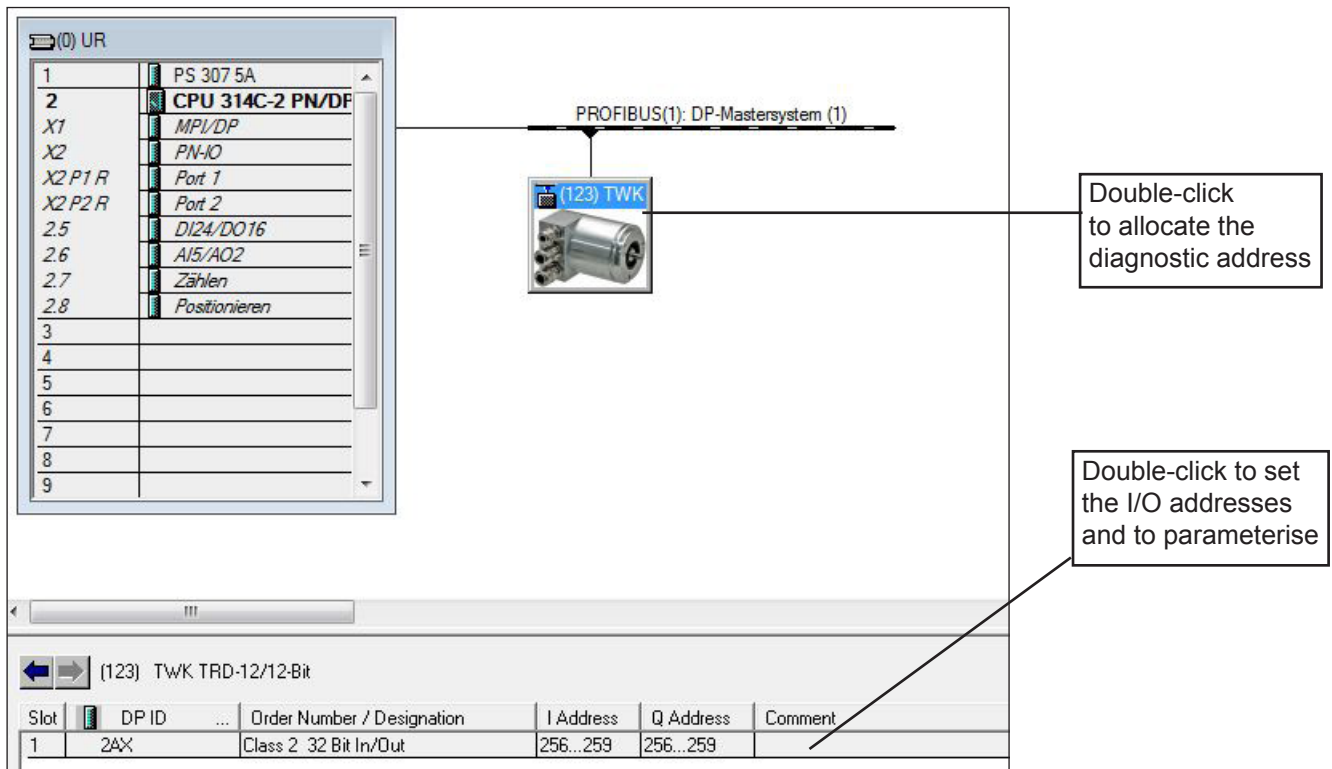 (0) UR
1 PS 307 5A
2 CPU 314C-2 PN/DP
X1 MPI/DP
X2 PN-IO
X2 P1 R Port 1
X2 P2 R Port 2
2.5 DI24/DO16
2.6 AI5/AO2
2.7 Zählen
2.8 Positionieren
3
4
5
6
7
8
9
PROFIBUS(1): DP-Mastersystem (1)
(123) TWK
Double-click
to allocate the
diagnostic address
Double-click to set
the I/O addresses
and to parameterise
(123) TWK TRD-12/12-Bit
Slot DP ID ... Order Number / Designation I Address Q Address Comment
1 2AX Class 2 32 Bit In/Out 256...259 256...259